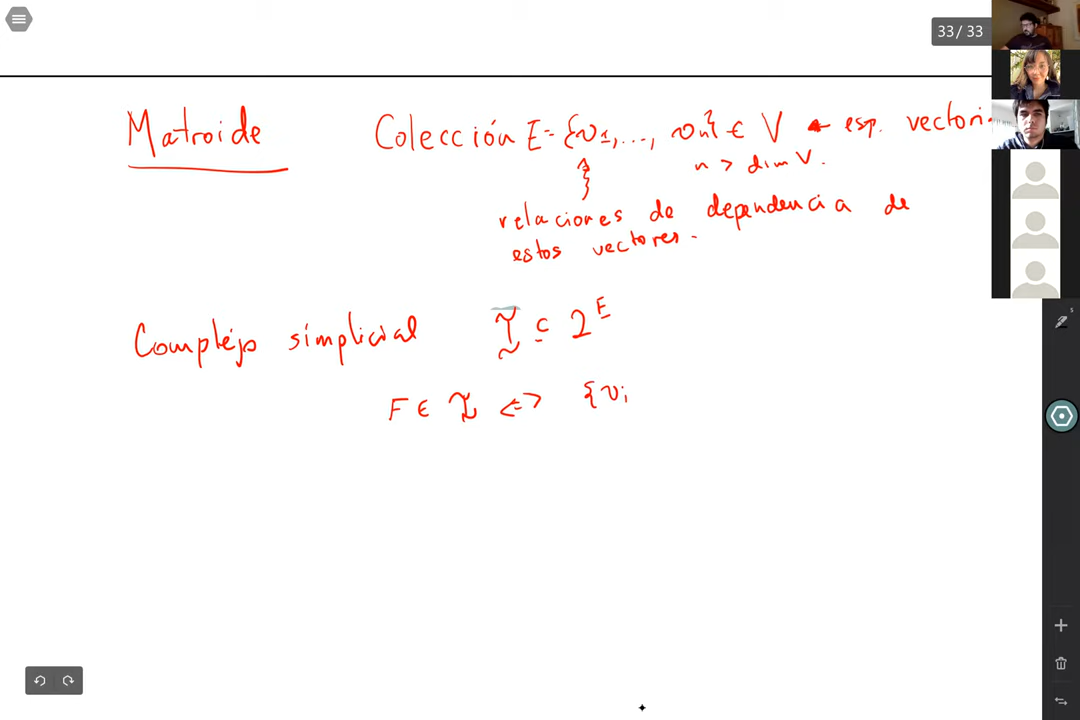 33/33
Matroide Colección E = {v1, ..., vn} ∈ V ← esp. vectori
n > dim V.
relaciones de dependencia de
estos vectores.
Complejo simplicial I ⊆ 2^E
F ∈ I ⇔ {vi